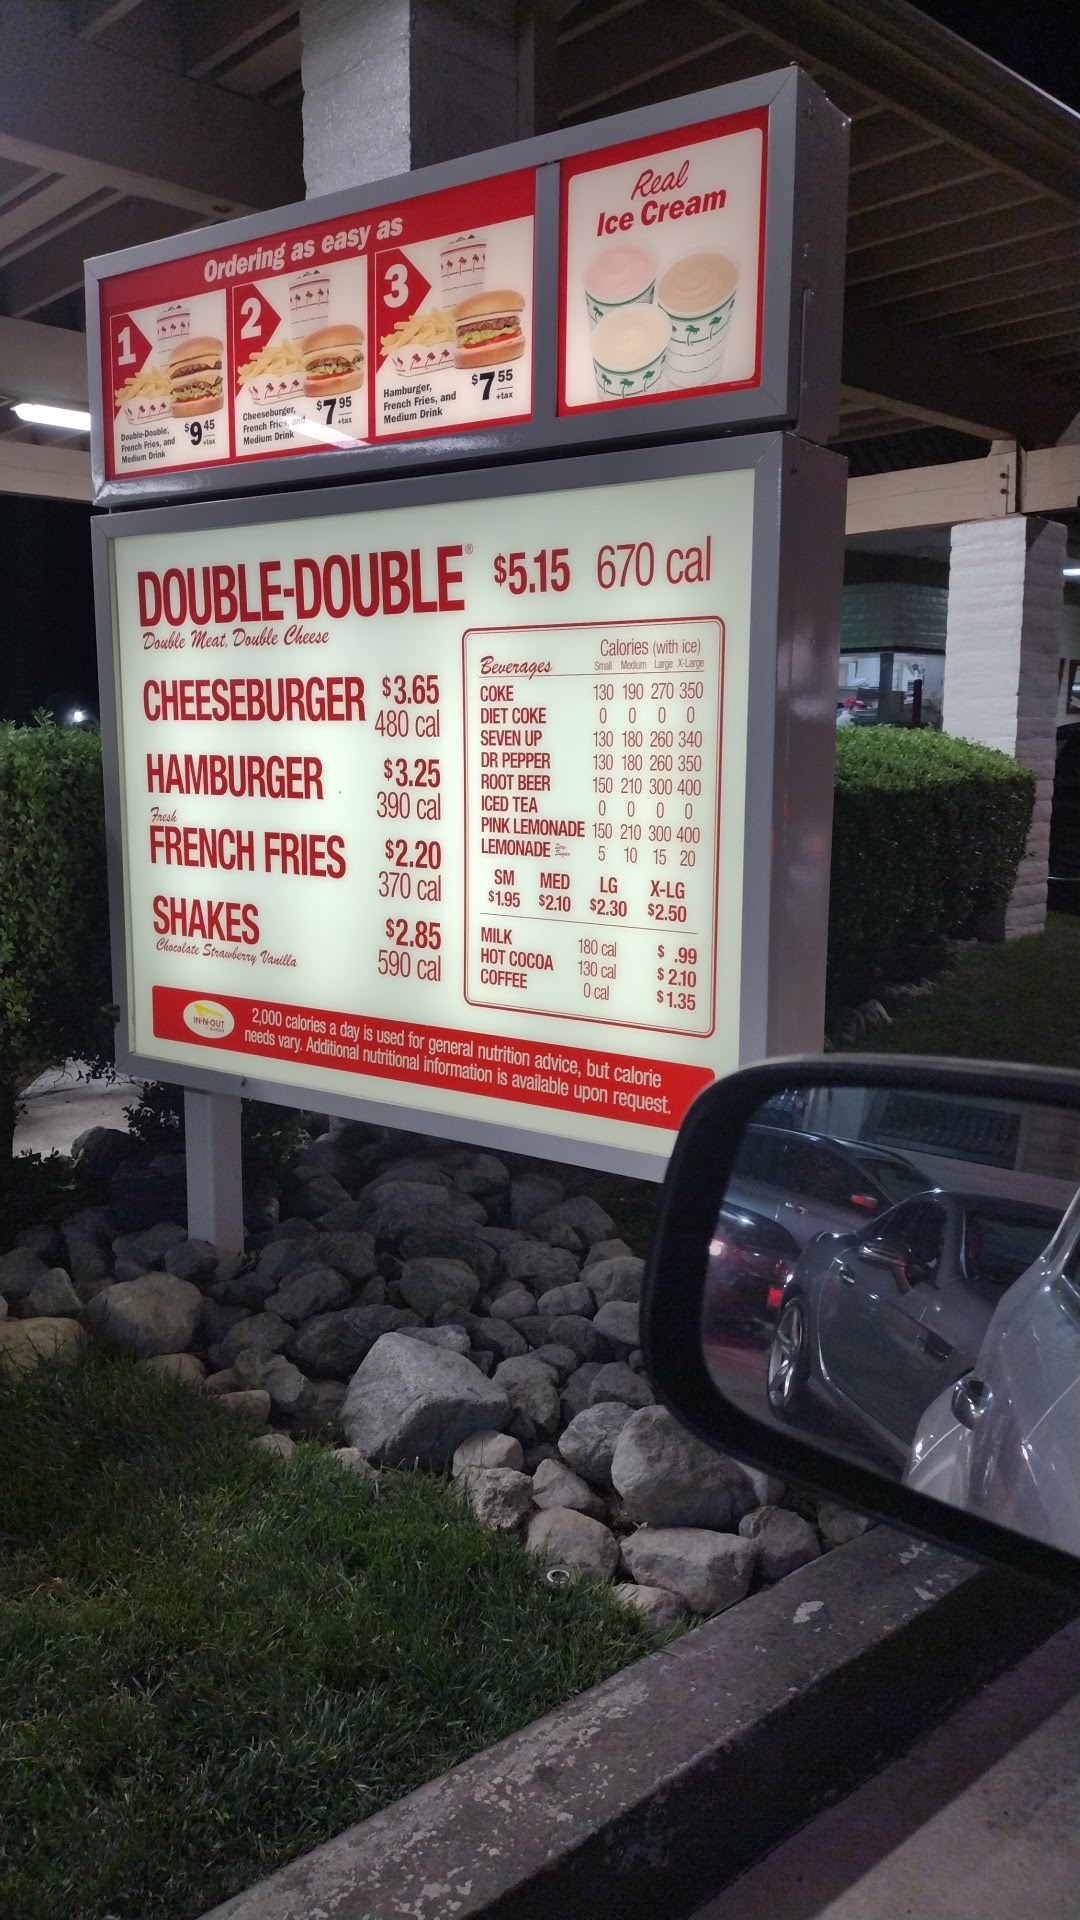 Ordering as easy as
1
Double-Double,
French Fries, and
Medium Drink
$9 45
+tax
2
Cheeseburger,
French Fries, and
Medium Drink
$7 95
+tax
3
Hamburger,
French Fries, and
Medium Drink
$7 55
+tax
Real
Ice Cream
DOUBLE-DOUBLE® $5.15 670 cal
Double Meat, Double Cheese
CHEESEBURGER $3.65
480 cal
HAMBURGER $3.25
390 cal
Fresh
FRENCH FRIES $2.20
370 cal
SHAKES $2.85
Chocolate Strawberry Vanilla 590 cal
Calories (with ice)
Beverages Small Medium Large X-Large
COKE 130 190 270 350
DIET COKE 0 0 0 0
SEVEN UP 130 180 260 340
DR PEPPER 130 180 260 350
ROOT BEER 150 210 300 400
ICED TEA 0 0 0 0
PINK LEMONADE 150 210 300 400
LEMONADE Zero Sugar 5 10 15 20
SM MED LG X-LG
$1.95 $2.10 $2.30 $2.50
MILK 180 cal $ .99
HOT COCOA 130 cal $ 2.10
COFFEE 0 cal $ 1.35
IN-N-OUT
BURGER
2,000 calories a day is used for general nutrition advice, but calorie
needs vary. Additional nutritional information is available upon request.